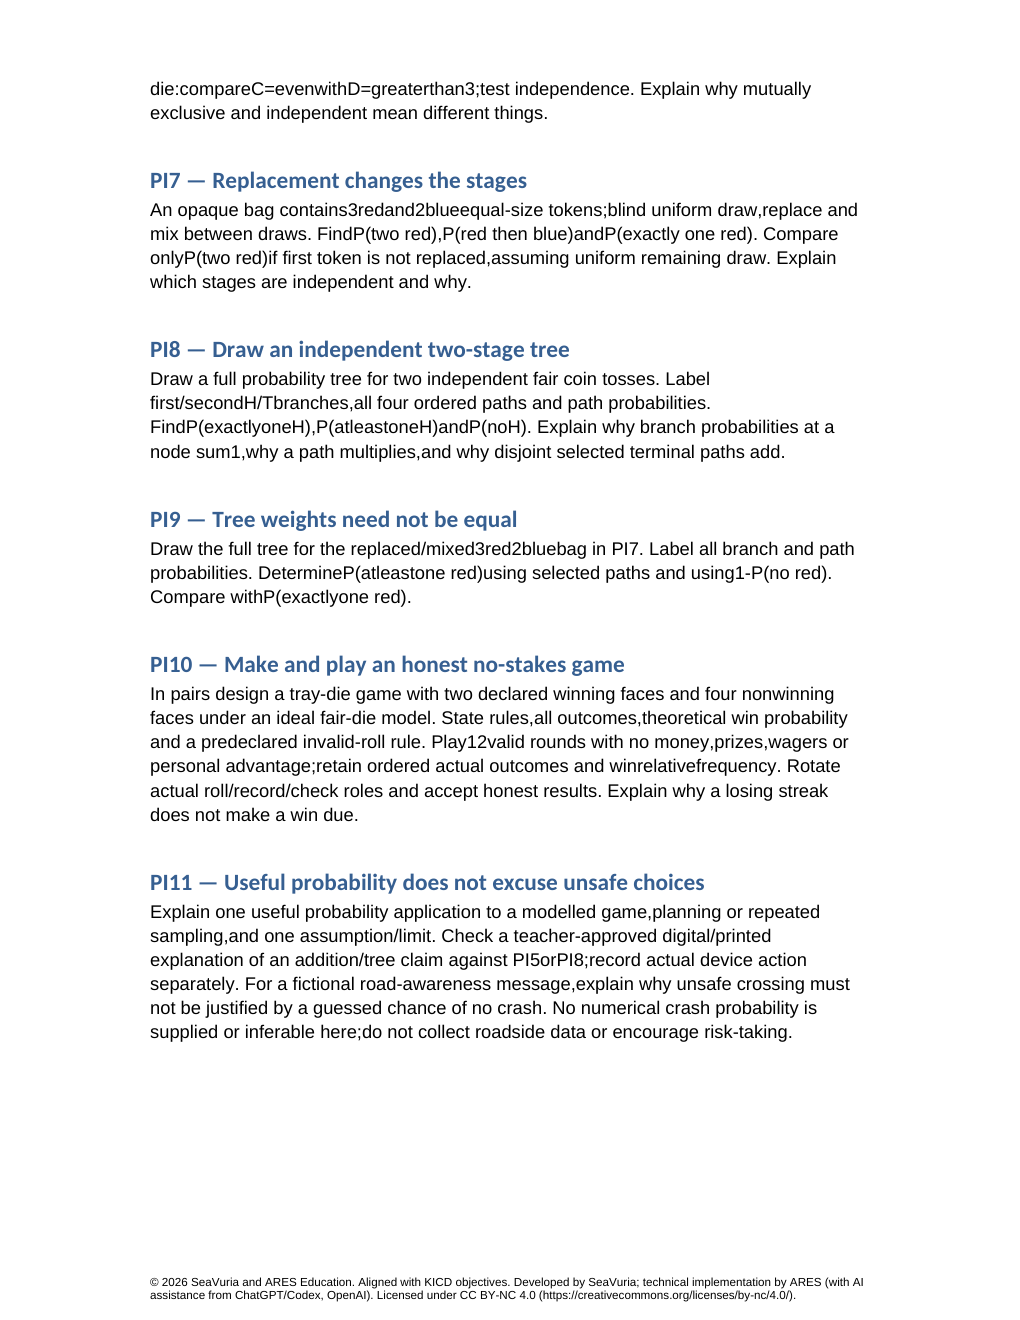 die:compareC=evenwithD=greaterthan3;test independence. Explain why mutually
exclusive and independent mean different things.
PI7 — Replacement changes the stages
An opaque bag contains3redand2blueequal-size tokens;blind uniform draw,replace and
mix between draws. FindP(two red),P(red then blue)andP(exactly one red). Compare
onlyP(two red)if first token is not replaced,assuming uniform remaining draw. Explain
which stages are independent and why.
PI8 — Draw an independent two-stage tree
Draw a full probability tree for two independent fair coin tosses. Label
first/secondH/Tbranches,all four ordered paths and path probabilities.
FindP(exactlyoneH),P(atleastoneH)andP(noH). Explain why branch probabilities at a
node sum1,why a path multiplies,and why disjoint selected terminal paths add.
PI9 — Tree weights need not be equal
Draw the full tree for the replaced/mixed3red2bluebag in PI7. Label all branch and path
probabilities. DetermineP(atleastone red)using selected paths and using1-P(no red).
Compare withP(exactlyone red).
PI10 — Make and play an honest no-stakes game
In pairs design a tray-die game with two declared winning faces and four nonwinning
faces under an ideal fair-die model. State rules,all outcomes,theoretical win probability
and a predeclared invalid-roll rule. Play12valid rounds with no money,prizes,wagers or
personal advantage;retain ordered actual outcomes and winrelativefrequency. Rotate
actual roll/record/check roles and accept honest results. Explain why a losing streak
does not make a win due.
PI11 — Useful probability does not excuse unsafe choices
Explain one useful probability application to a modelled game,planning or repeated
sampling,and one assumption/limit. Check a teacher-approved digital/printed
explanation of an addition/tree claim against PI5orPI8;record actual device action
separately. For a fictional road-awareness message,explain why unsafe crossing must
not be justified by a guessed chance of no crash. No numerical crash probability is
supplied or inferable here;do not collect roadside data or encourage risk-taking.
© 2026 SeaVuria and ARES Education. Aligned with KICD objectives. Developed by SeaVuria; technical implementation by ARES (with AI
assistance from ChatGPT/Codex, OpenAI). Licensed under CC BY-NC 4.0 (https://creativecommons.org/licenses/by-nc/4.0/).